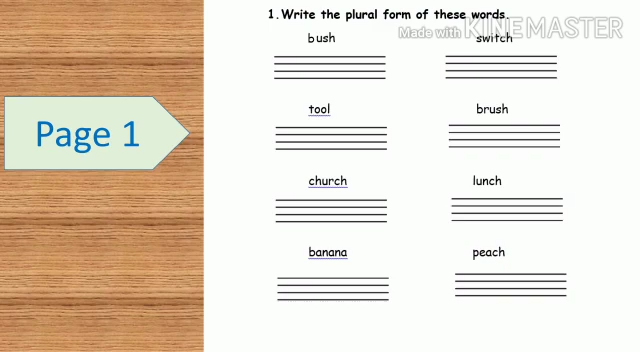 1.Write the plural form of these words.
Made with KINEMASTER
bush switch
tool brush
Page 1
church lunch
banana peach